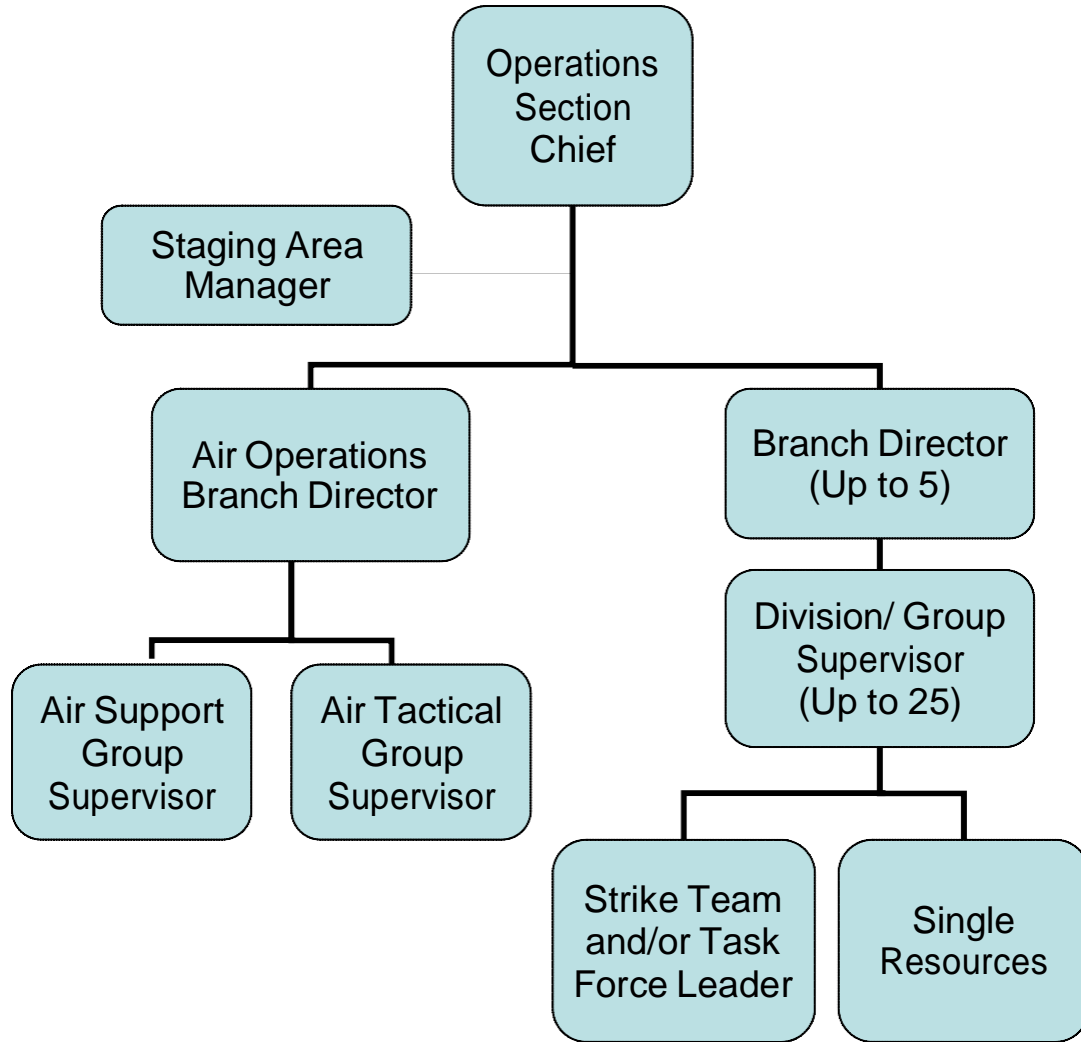 Operations
Section
Chief
Staging Area
Manager
Air Operations
Branch Director
Branch Director
(Up to 5)
Division/ Group
Supervisor
(Up to 25)
Air Support
Group
Supervisor
Air Tactical
Group
Supervisor
Strike Team
and/or Task
Force Leader
Single
Resources